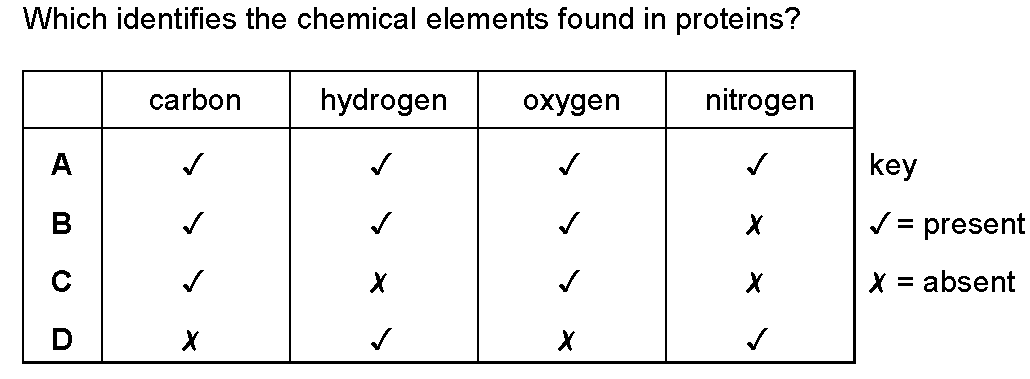 Which identifies the chemical elements found in proteins?
carbon hydrogen oxygen nitrogen
A ✓ ✓ ✓ ✓ key
B ✓ ✓ ✓ ✗ ✓ = present
C ✓ ✗ ✓ ✗ ✗ = absent
D ✗ ✓ ✗ ✓